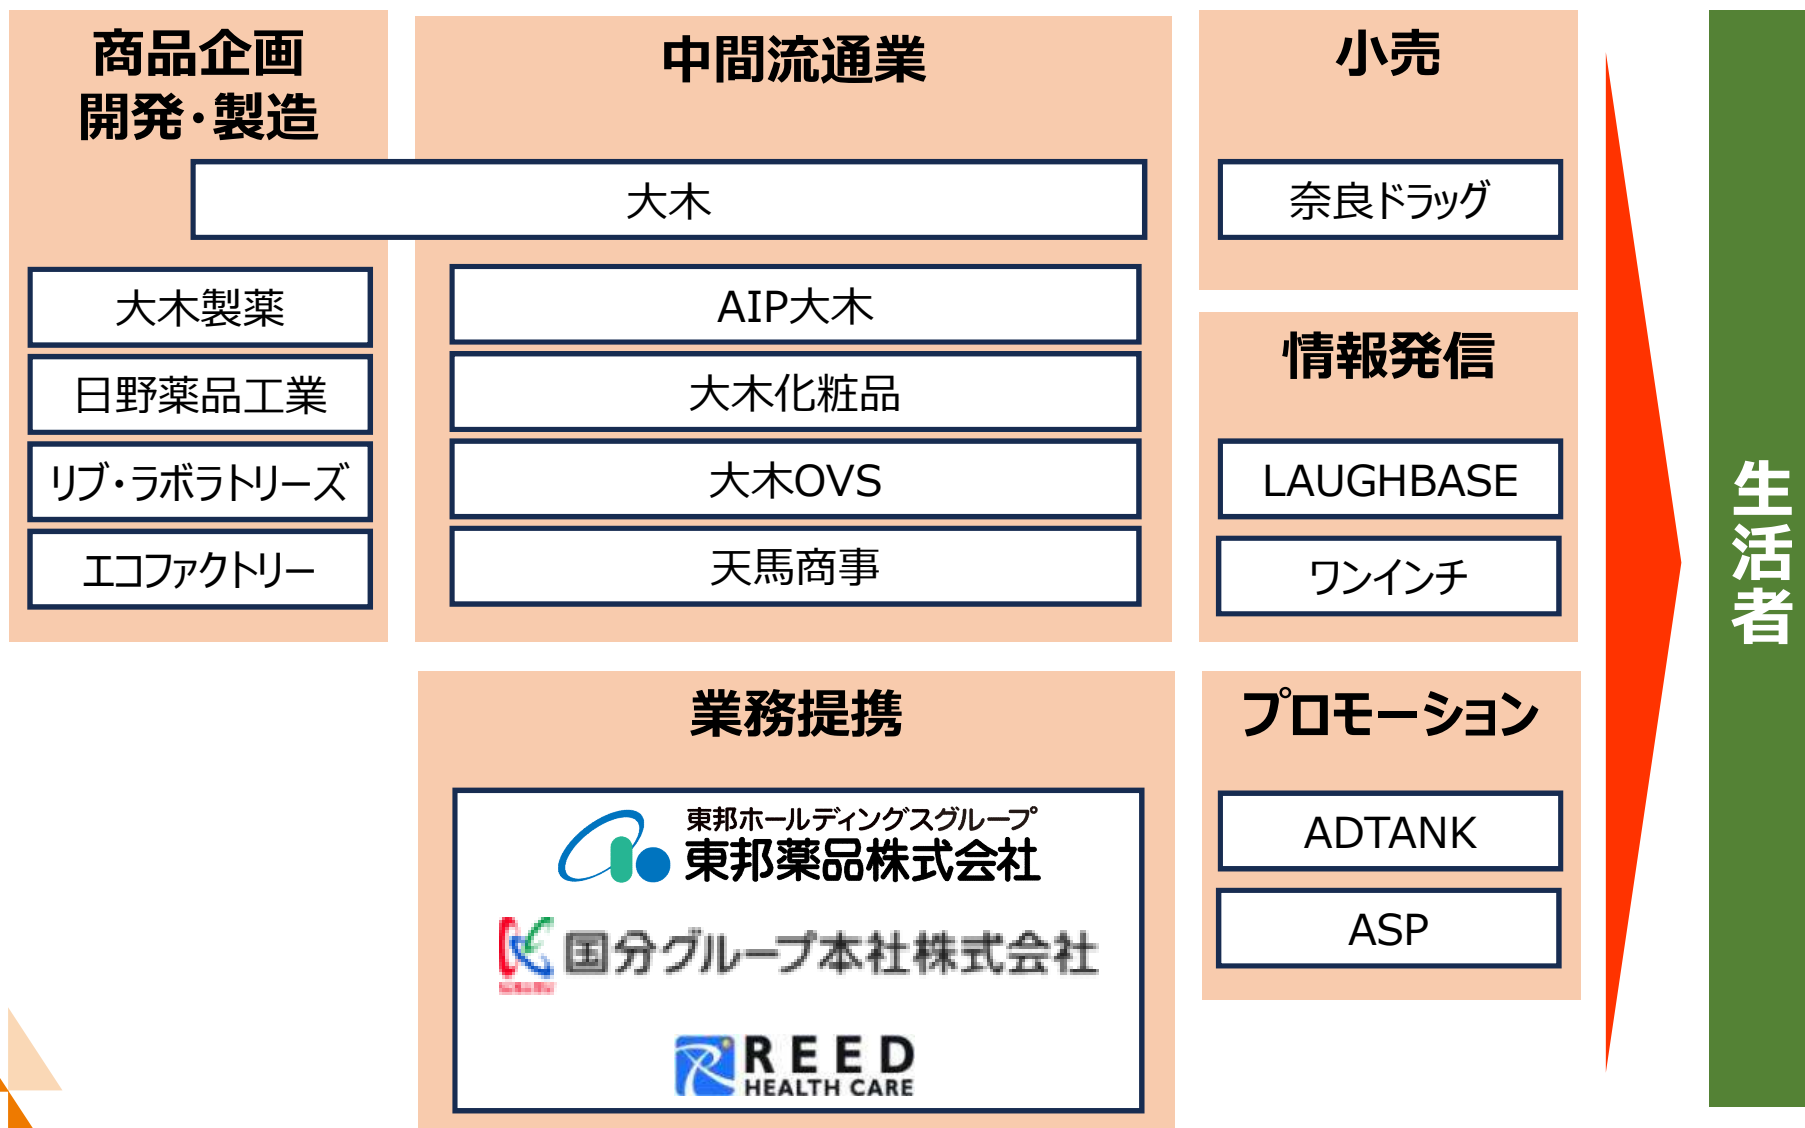 商品企画
開発・製造
中間流通業
小売
大木
奈良ドラッグ
大木製薬
日野薬品工業
リブ・ラボラトリーズ
エコファクトリー
AIP大木
大木化粧品
大木OVS
天馬商事
情報発信
LAUGHBASE
ワンインチ
業務提携
東邦ホールディングスグループ
東邦薬品株式会社
国分グループ本社株式会社
REED
HEALTH CARE
プロモーション
ADTANK
ASP
生活者